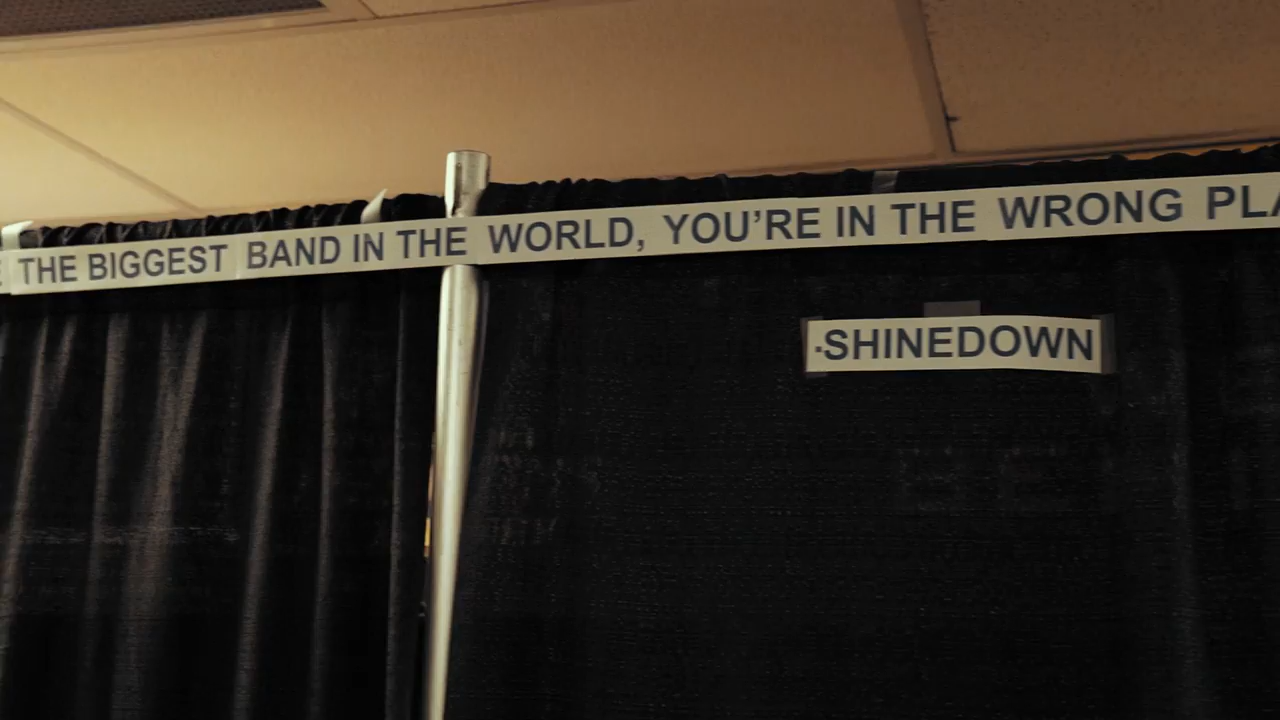 THE BIGGEST BAND IN THE WORLD, YOU'RE IN THE WRONG
-SHINEDOWN